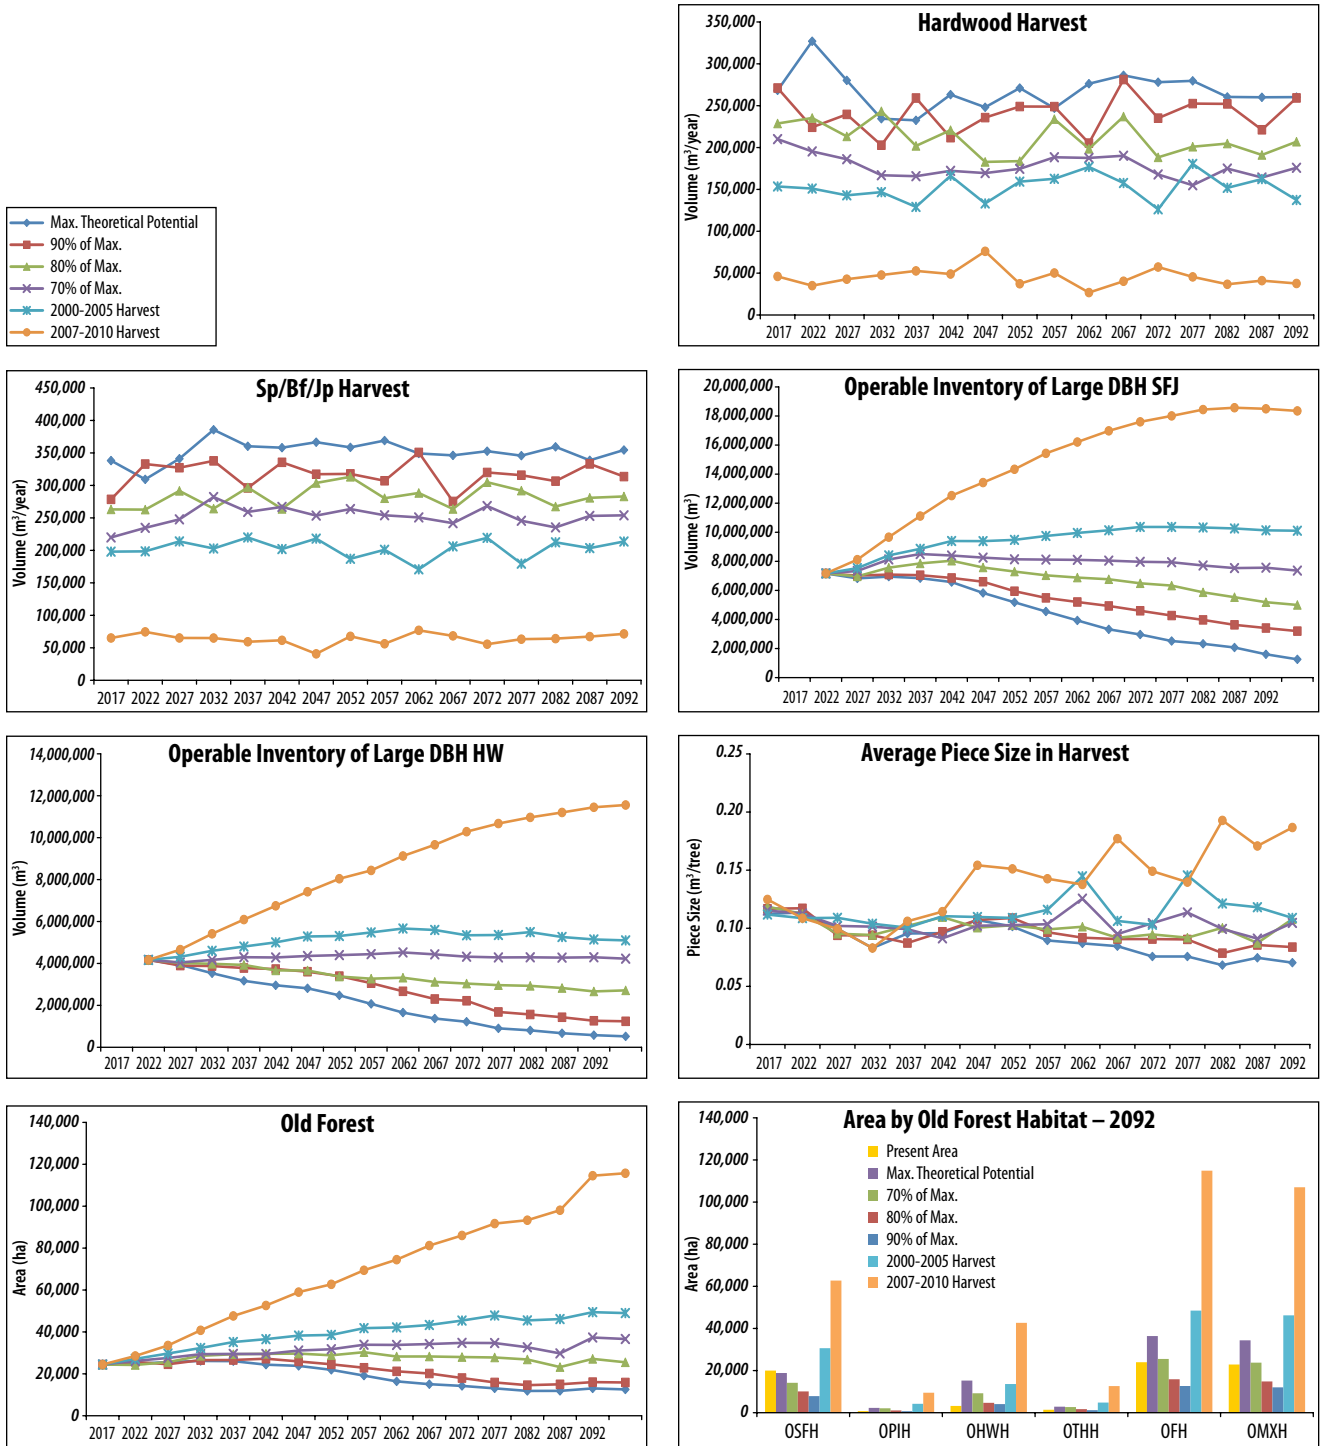 Hardwood Harvest
Volume (m³/year)
350,000
300,000
250,000
200,000
150,000
100,000
50,000
0
2017 2022 2027 2032 2037 2042 2047 2052 2057 2062 2067 2072 2077 2082 2087 2092
Max. Theoretical Potential
90% of Max.
80% of Max.
70% of Max.
2000-2005 Harvest
2007-2010 Harvest
Sp/Bf/Jp Harvest
Volume (m³/year)
450,000
400,000
350,000
300,000
250,000
200,000
150,000
100,000
50,000
0
2017 2022 2027 2032 2037 2042 2047 2052 2057 2062 2067 2072 2077 2082 2087 2092
Operable Inventory of Large DBH SFJ
Volume (m³)
20,000,000
18,000,000
16,000,000
14,000,000
12,000,000
10,000,000
8,000,000
6,000,000
4,000,000
2,000,000
0
2017 2022 2027 2032 2037 2042 2047 2052 2057 2062 2067 2072 2077 2082 2087 2092
Operable Inventory of Large DBH HW
Volume (m³)
14,000,000
12,000,000
10,000,000
8,000,000
6,000,000
4,000,000
2,000,000
0
2017 2022 2027 2032 2037 2042 2047 2052 2057 2062 2067 2072 2077 2082 2087 2092
Average Piece Size in Harvest
Piece Size (m³/tree)
0.25
0.20
0.15
0.10
0.05
0
2017 2022 2027 2032 2037 2042 2047 2052 2057 2062 2067 2072 2077 2082 2087 2092
Old Forest
Area (ha)
140,000
120,000
100,000
80,000
60,000
40,000
20,000
0
2017 2022 2027 2032 2037 2042 2047 2052 2057 2062 2067 2072 2077 2082 2087 2092
Area by Old Forest Habitat – 2092
Area (ha)
140,000
120,000
100,000
80,000
60,000
40,000
20,000
0
Present Area
Max. Theoretical Potential
70% of Max.
80% of Max.
90% of Max.
2000-2005 Harvest
2007-2010 Harvest
OSFH OPIH OHWH OTHH OFH OMXH